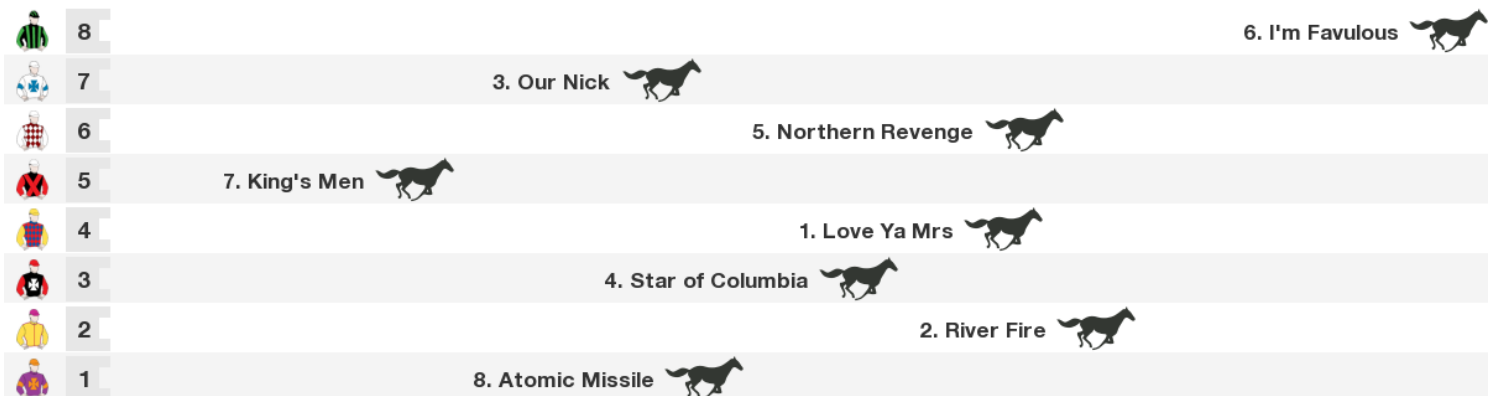 8 6. I'm Favulous
7 3. Our Nick
6 5. Northern Revenge
5 7. King's Men
4 1. Love Ya Mrs
3 4. Star of Columbia
2 2. River Fire
1 8. Atomic Missile